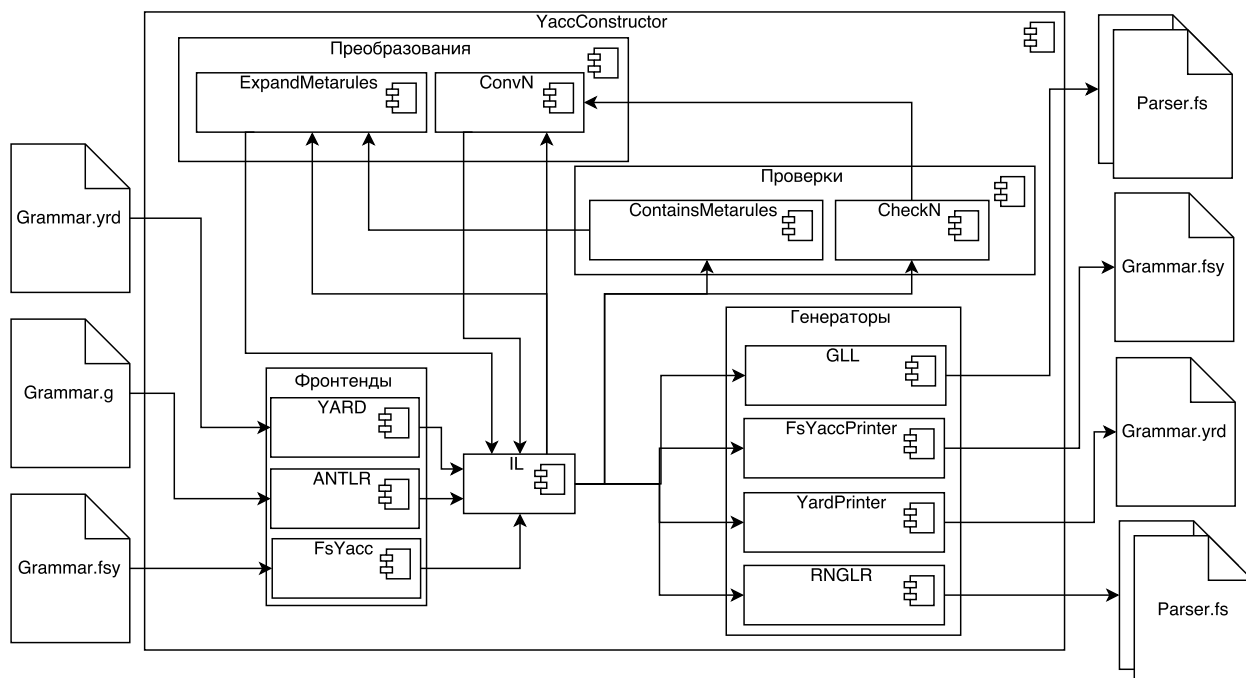 YaccConstructor
Преобразования
ExpandMetarules
ConvN
Parser.fs
Grammar.yrd
Проверки
ContainsMetarules
CheckN
Grammar.fsy
Генераторы
GLL
Grammar.g
Фронтенды
YARD
FsYaccPrinter
Grammar.yrd
IL
ANTLR
YardPrinter
Grammar.fsy
FsYacc
RNGLR
Parser.fs